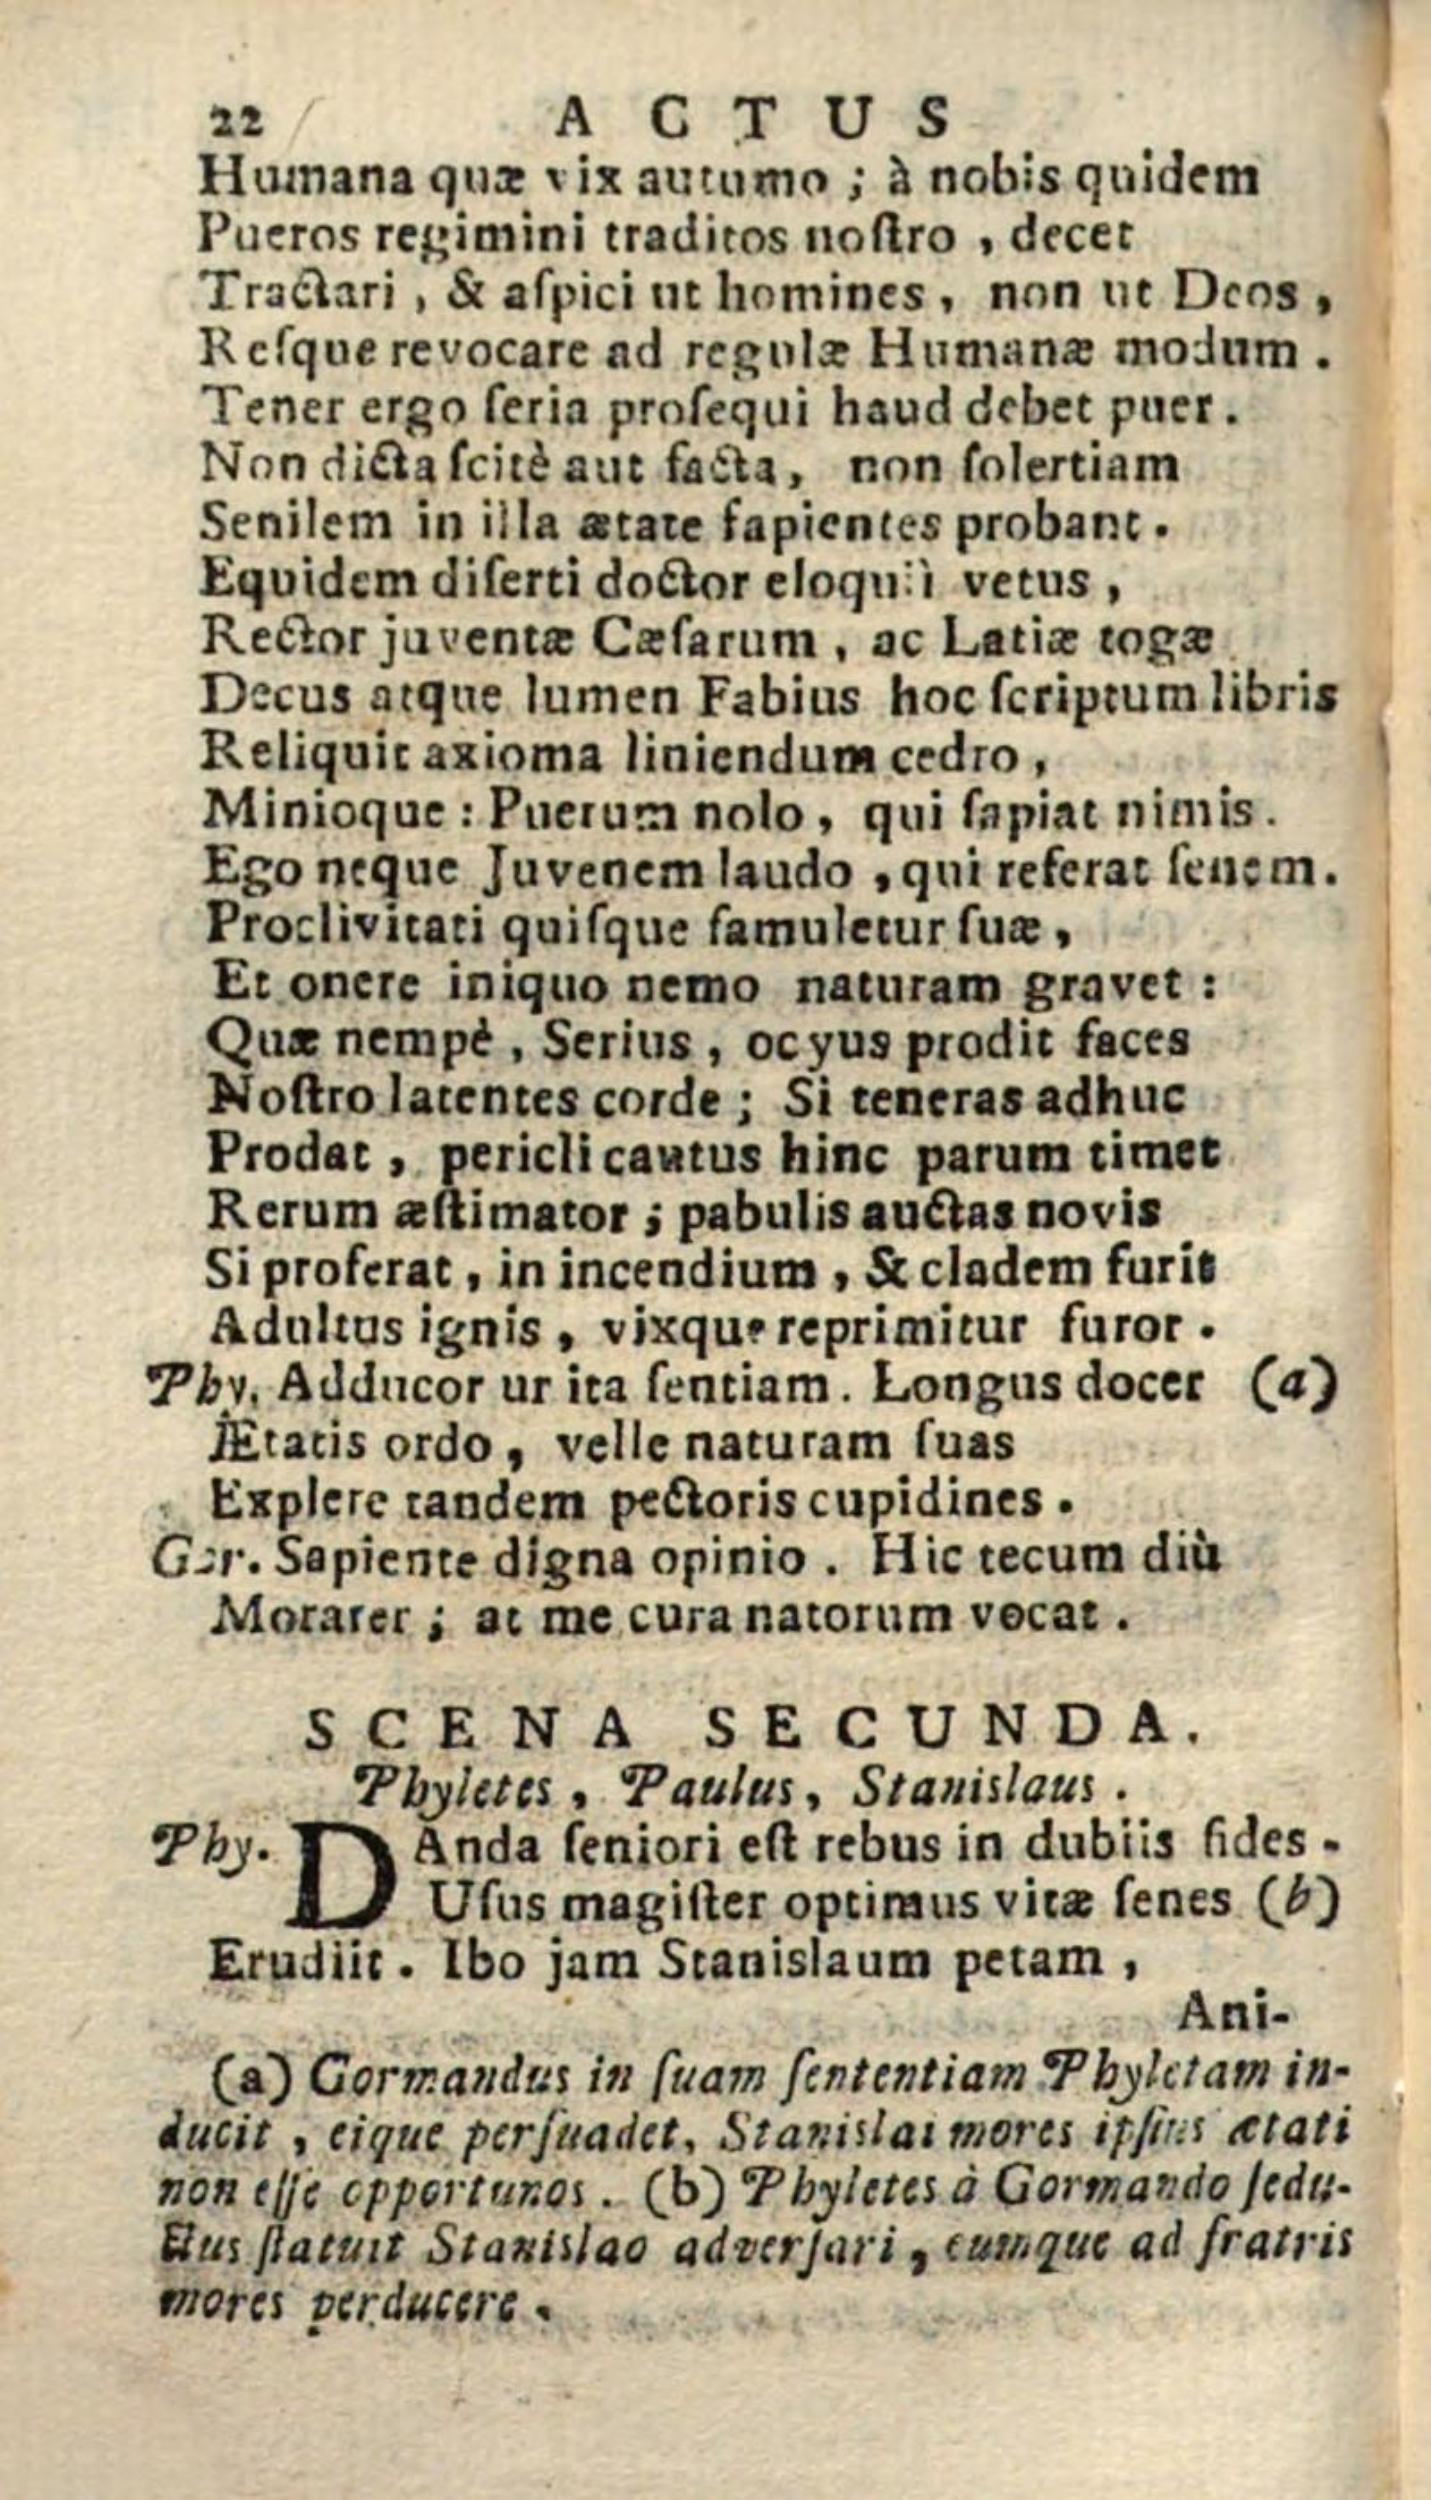 22 ACTUS
Humana quæ vix autumo ; à nobis quidem
Pueros regimini traditos noſtro , decet
Tractari , & aſpici ut homines , non ut Deos ,
Reſque revocare ad regulæ Humanæ modum .
Tener ergo ſeria proſequi haud debet puer .
Non dicta ſcitè aut facta , non ſolertiam
Senilem in illa ætate ſapientes probant .
Equidem diſerti doctor eloquiì vetus ,
Rector juventæ Cæſarum , ac Latiæ togæ
Decus atque lumen Fabius hoc ſcriptum libris
Reliquit axioma liniendum cedro ,
Minioque : Puerum nolo , qui ſapiat nimis .
Ego neque Juvenem laudo , qui referat ſenem .
Proclivitati quiſque famuletur ſuæ ,
Et onere iniquo nemo naturam gravet :
Quæ nempè , Serius , ocyus prodit faces
Noſtro latentes corde ; Si teneras adhuc
Prodat , pericli cautus hinc parum timet
Rerum æſtimator ; pabulis auctas novis
Si proferat , in incendium , & cladem furit
Adultus ignis , vixque reprimitur furor .
Phy. Adducor ur ita ſentiam . Longus docet (a)
Ætatis ordo , velle naturam ſuas
Explere tandem pectoris cupidines .
Gor. Sapiente digna opinio . Hic tecum diù
Morarer ; at me cura natorum vocat .
SCENA SECUNDA.
Phyletes , Paulus , Stanislaus .
Phy. DAnda ſeniori eſt rebus in dubiis fides .
Uſus magiſter optimus vitæ ſenes (b)
Erudiit . Ibo jam Stanislaum petam ,
Ani-
(a) Gormandus in ſuam ſententiam Phyletam in-
ducit , eique perſuadet , Stanislai mores ipſius ætati
non eſſe opportunos . (b) Phyletes à Gormando ſedu-
ctus ſtatuit Stanislao adverſari , eumque ad fratris
mores perducere .